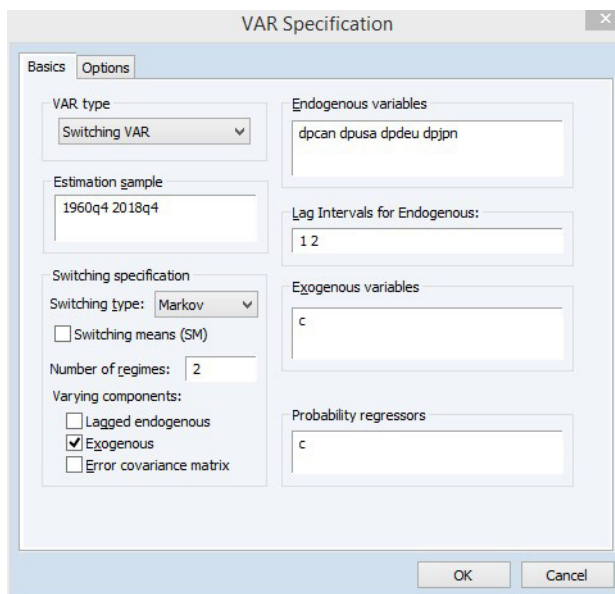 VAR Specification
Basics
Options
VAR type
Switching VAR
Estimation sample
1960q4 2018q4
Switching specification
Switching type: Markov
Switching means (SM)
Number of regimes: 2
Varying components:
Lagged endogenous
Exogenous
Error covariance matrix
Endogenous variables
dpcan dpusa dpdeu dpjpn
Lag Intervals for Endogenous:
1 2
Exogenous variables
c
Probability regressors
c
OK
Cancel